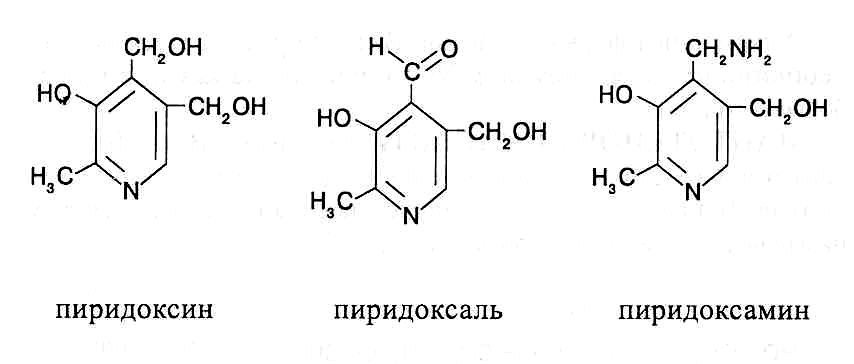 CH₂OH
HO
CH₂OH
H₃C
N
H
O
C
HO
CH₂OH
H₃C
N
CH₂NH₂
HO
CH₂OH
H₃C
N
пиридоксин
пиридоксаль
пиридоксамин